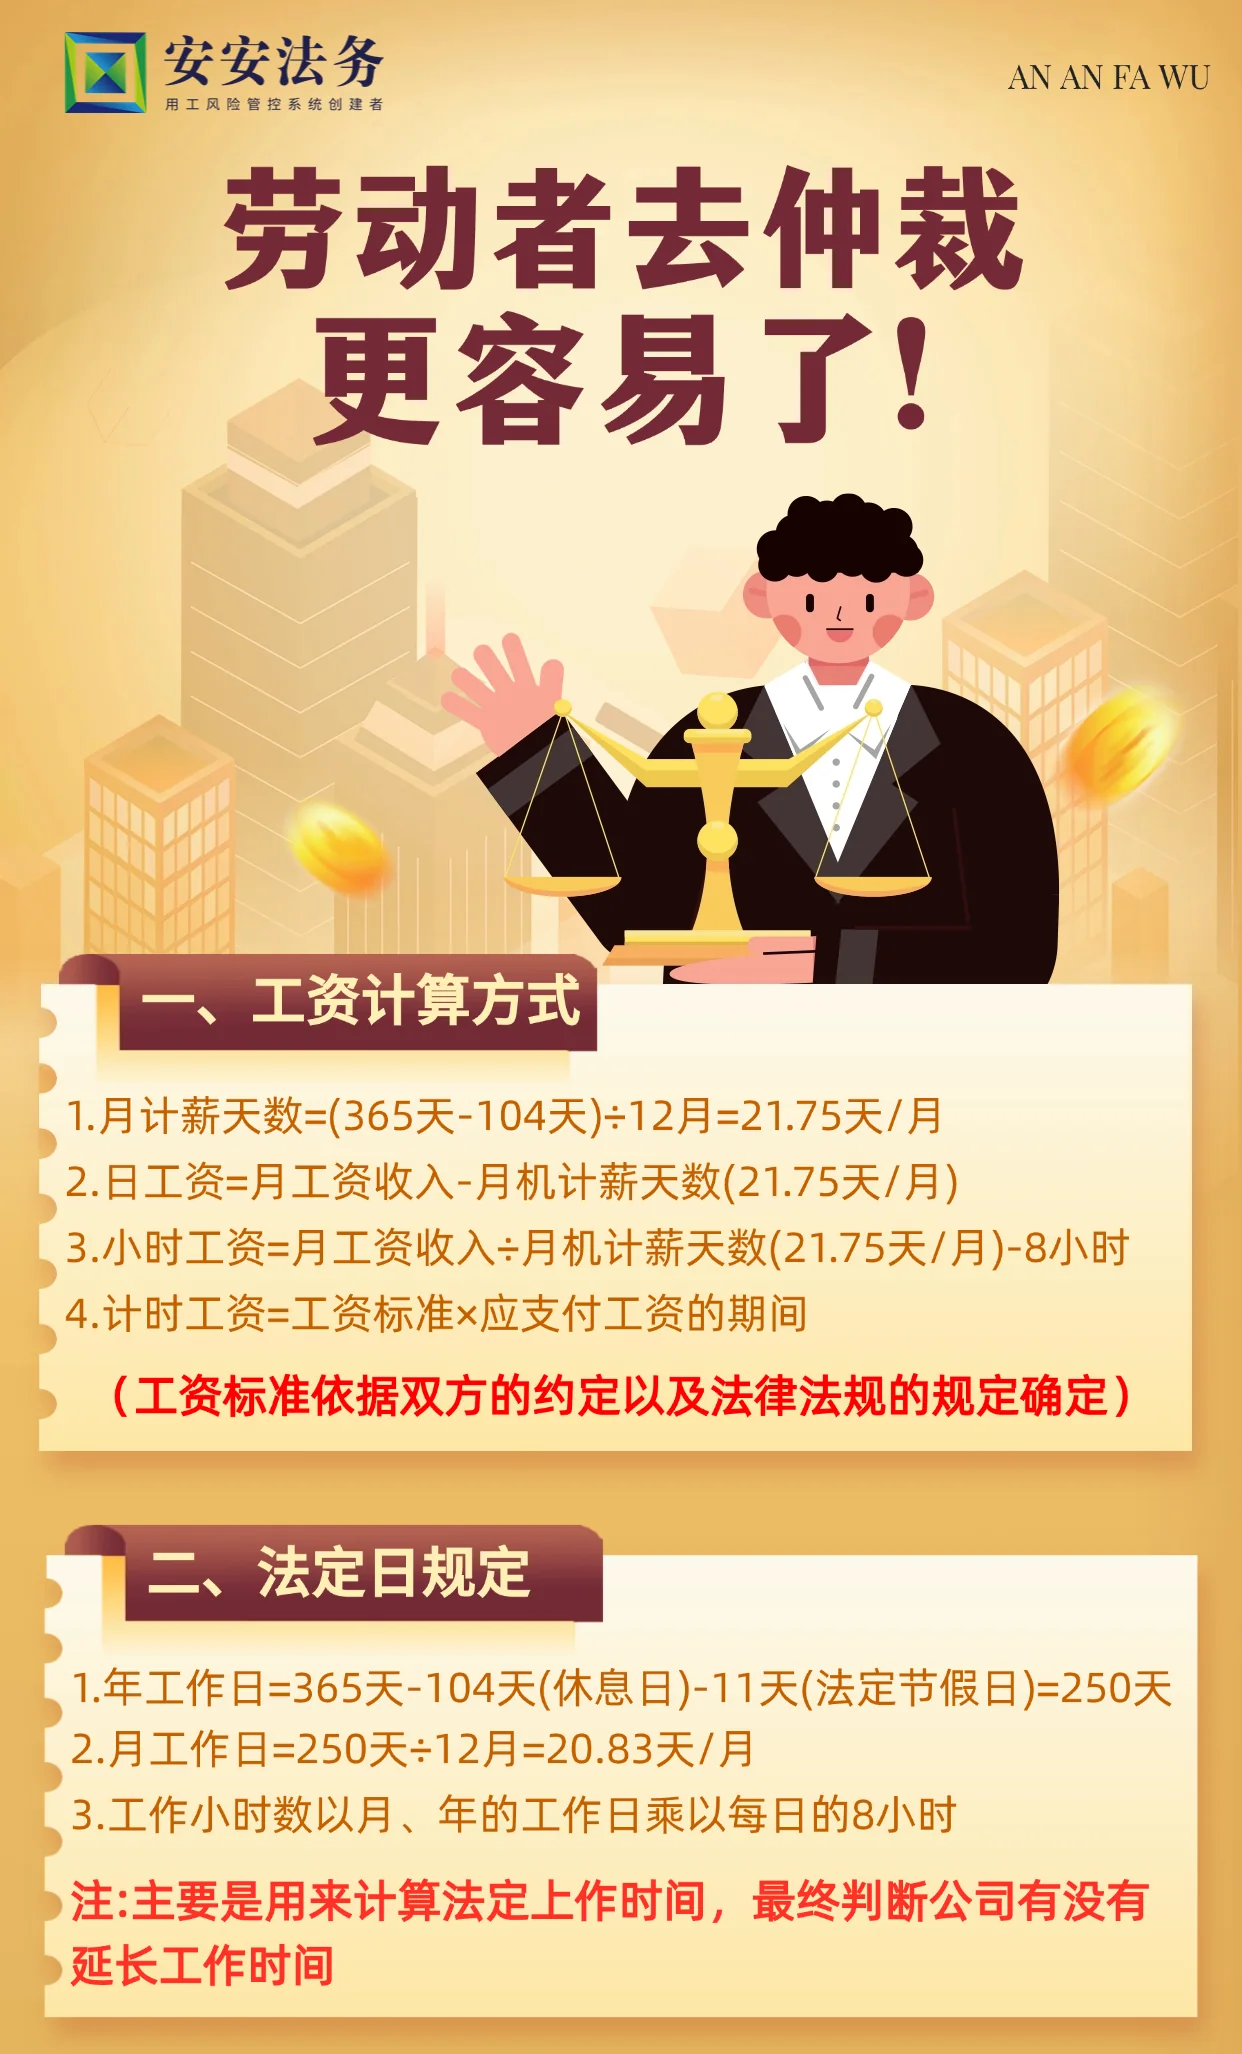 安安法务
用工风险管控系统创建者
AN AN FA WU
劳动者去仲裁
更容易了!
一、工资计算方式
1.月计薪天数=(365天-104天)÷12月=21.75天/月
2.日工资=月工资收入-月机计薪天数(21.75天/月)
3.小时工资=月工资收入÷月机计薪天数(21.75天/月)-8小时
4.计时工资=工资标准×应支付工资的期间
（工资标准依据双方的约定以及法律法规的规定确定）
二、法定日规定
1.年工作日=365天-104天(休息日)-11天(法定节假日)=250天
2.月工作日=250天÷12月=20.83天/月
3.工作小时数以月、年的工作日乘以每日的8小时
注:主要是用来计算法定上作时间，最终判断公司有没有
延长工作时间